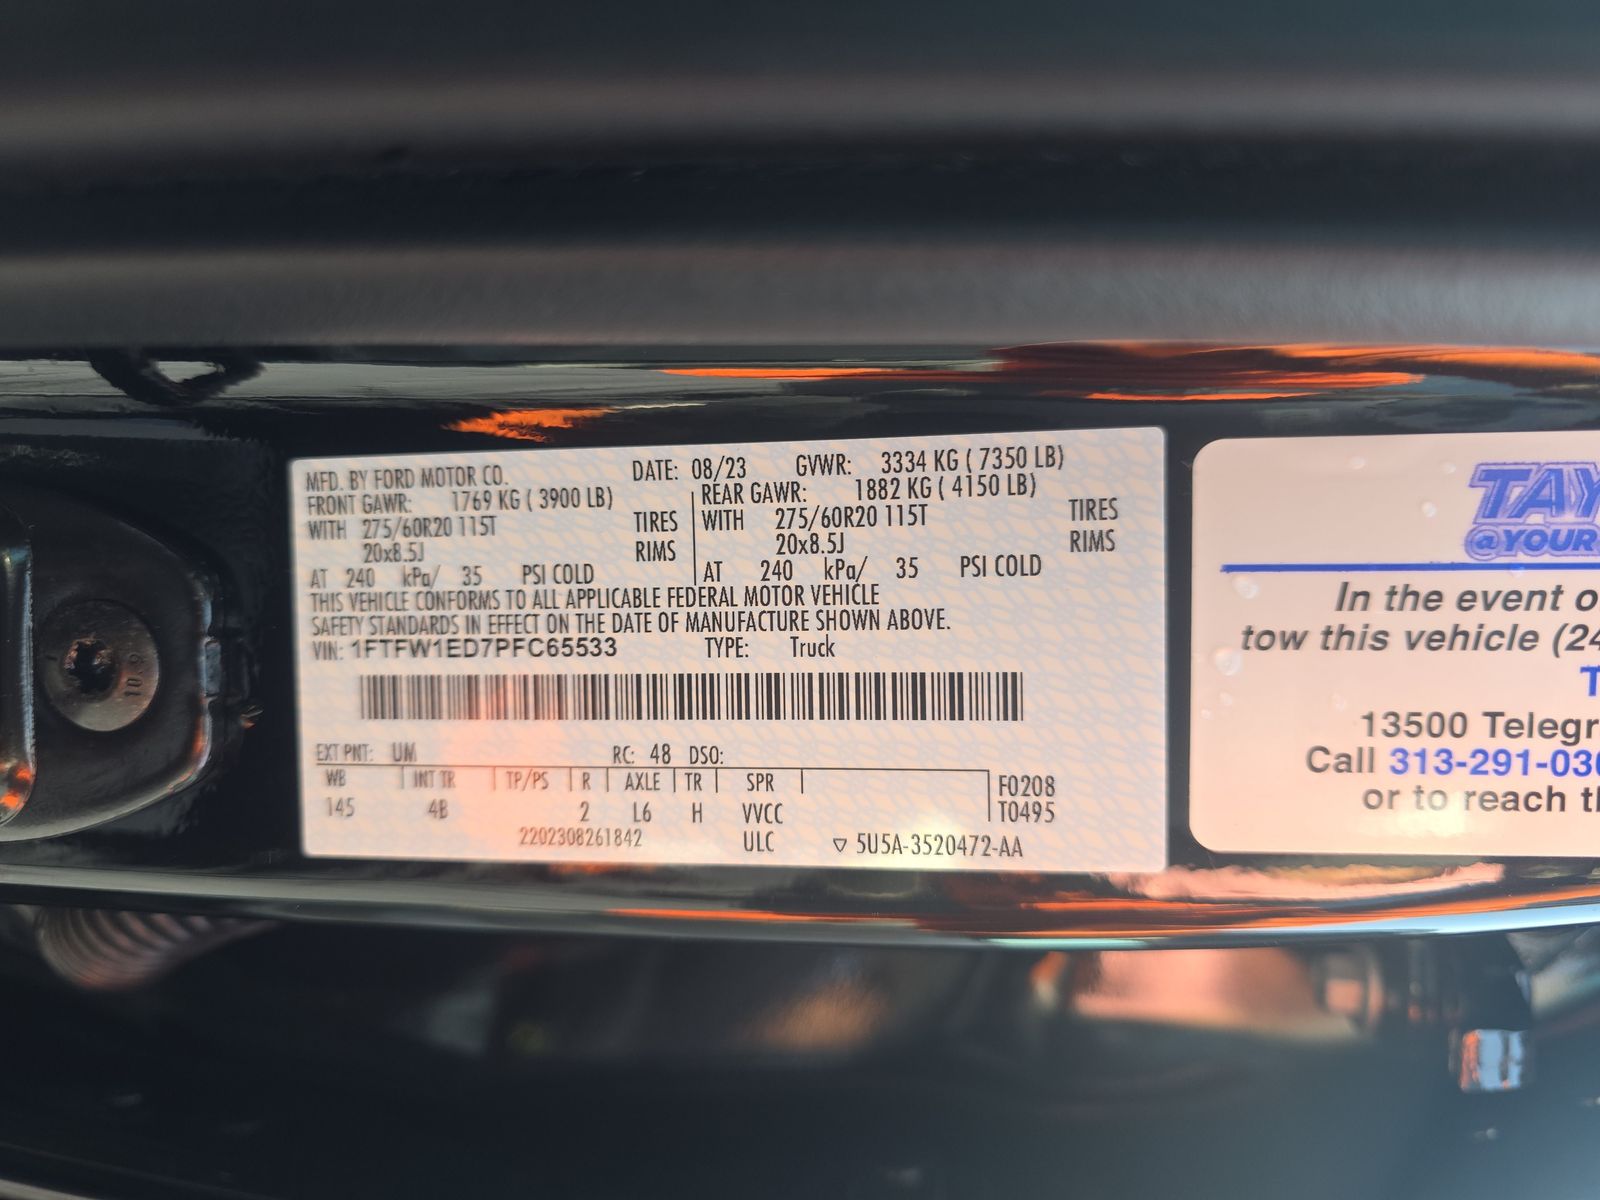 MFD. BY FORD MOTOR CO. DATE: 08/23 GVWR: 3334 KG ( 7350 LB)
FRONT GAWR: 1769 KG ( 3900 LB) REAR GAWR: 1882 KG ( 4150 LB)
WITH 275/60R20 115T TIRES WITH 275/60R20 115T TIRES
20x8.5J RIMS 20x8.5J RIMS
AT 240 kPa/ 35 PSI COLD AT 240 kPa/ 35 PSI COLD
THIS VEHICLE CONFORMS TO ALL APPLICABLE FEDERAL MOTOR VEHICLE
SAFETY STANDARDS IN EFFECT ON THE DATE OF MANUFACTURE SHOWN ABOVE.
VIN: 1FTFW1ED7PFC65533 TYPE: Truck
EXT PNT: UM RC: 48 DSO:
WB INT TR TP/PS R AXLE TR SPR F0208
145 4B 2 L6 H VVCC T0495
2202308261842 ULC ▽ 5U5A-3520472-AA
TAY
@YOUR
In the event o
tow this vehicle (24
T
13500 Telegr
Call 313-291-030
or to reach th
10.9